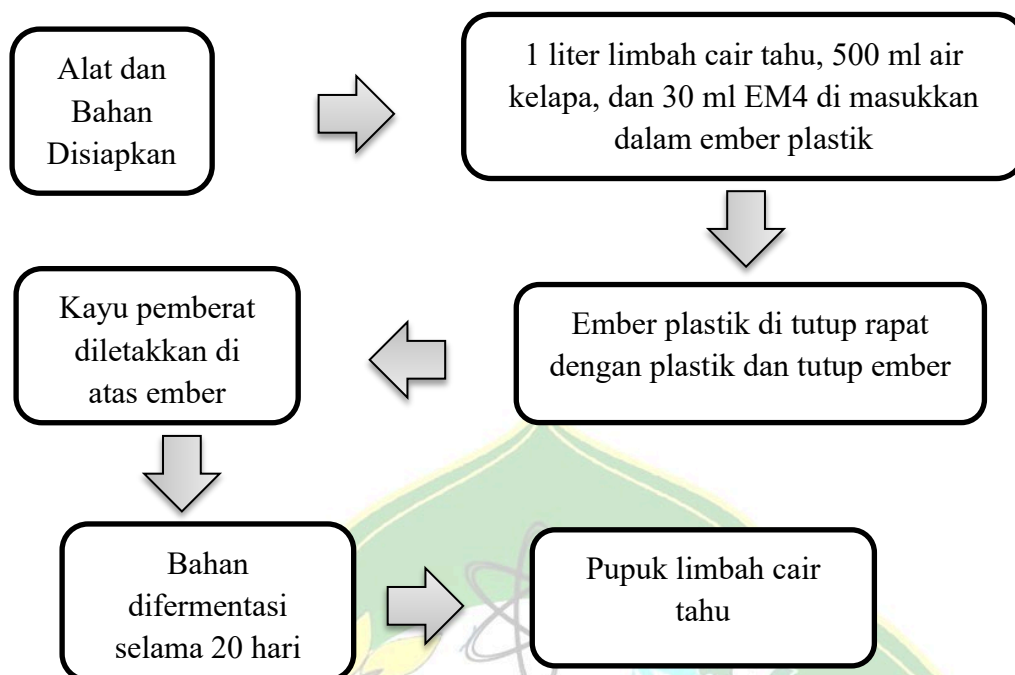 Alat dan
Bahan
Disiapkan
1 liter limbah cair tahu, 500 ml air
kelapa, dan 30 ml EM4 di masukkan
dalam ember plastik
Ember plastik di tutup rapat
dengan plastik dan tutup ember
Kayu pemberat
diletakkan di
atas ember
Bahan
difermentasi
selama 20 hari
Pupuk limbah cair
tahu